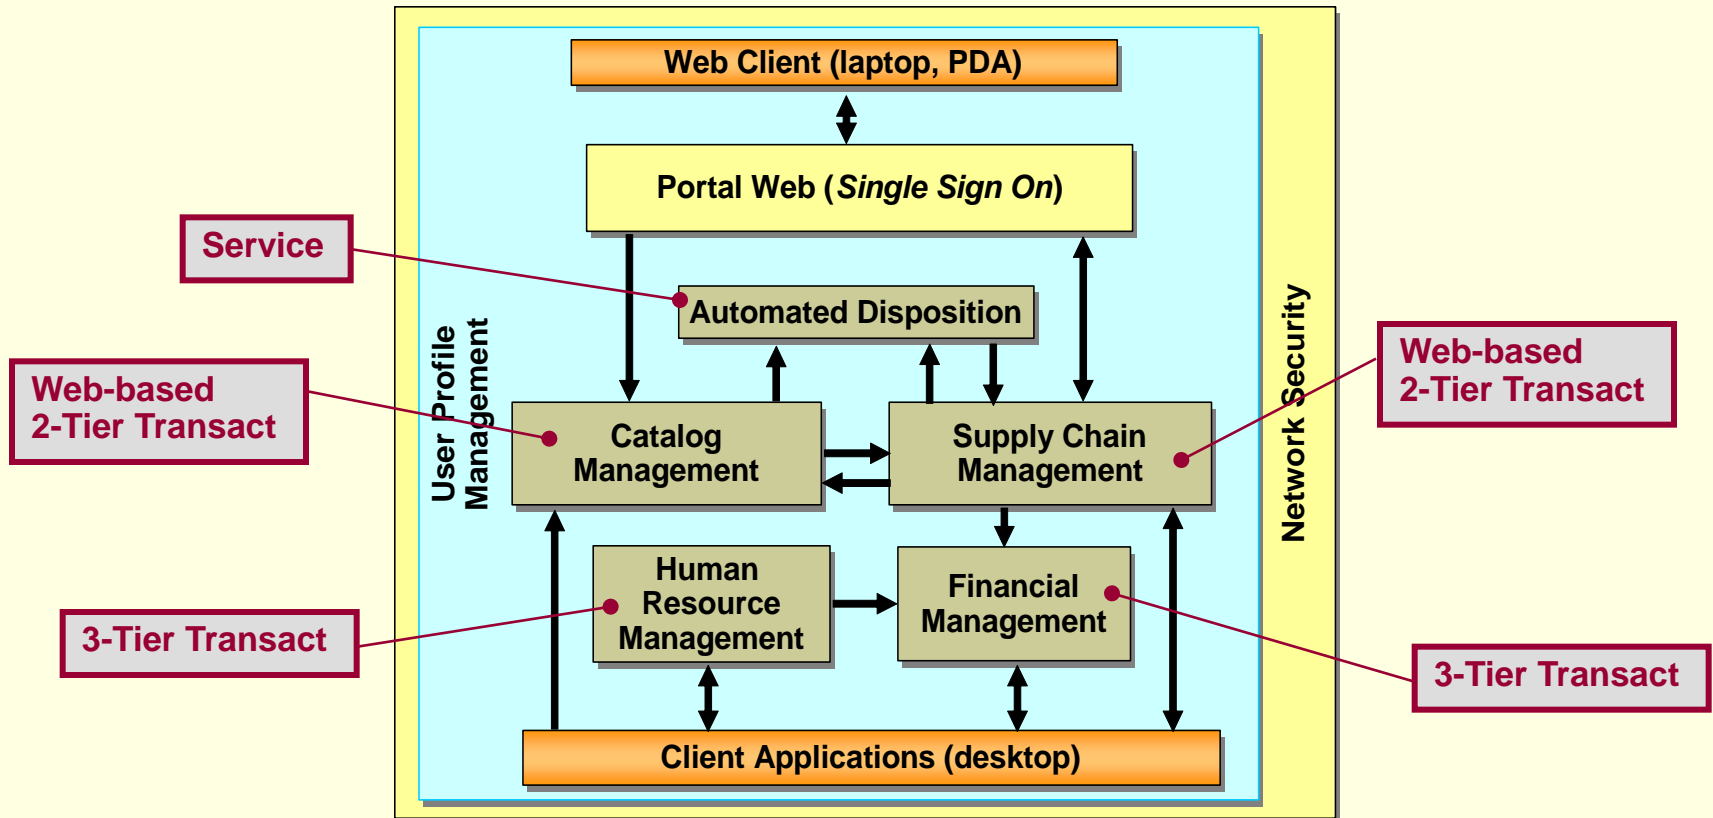 Web Client (laptop, PDA)
Portal Web (Single Sign On)
Service
Automated Disposition
User Profile
Management
Network Security
Web-based
2-Tier Transact
Web-based
2-Tier Transact
Catalog
Management
Supply Chain
Management
Human
Resource
Management
Financial
Management
3-Tier Transact
3-Tier Transact
Client Applications (desktop)